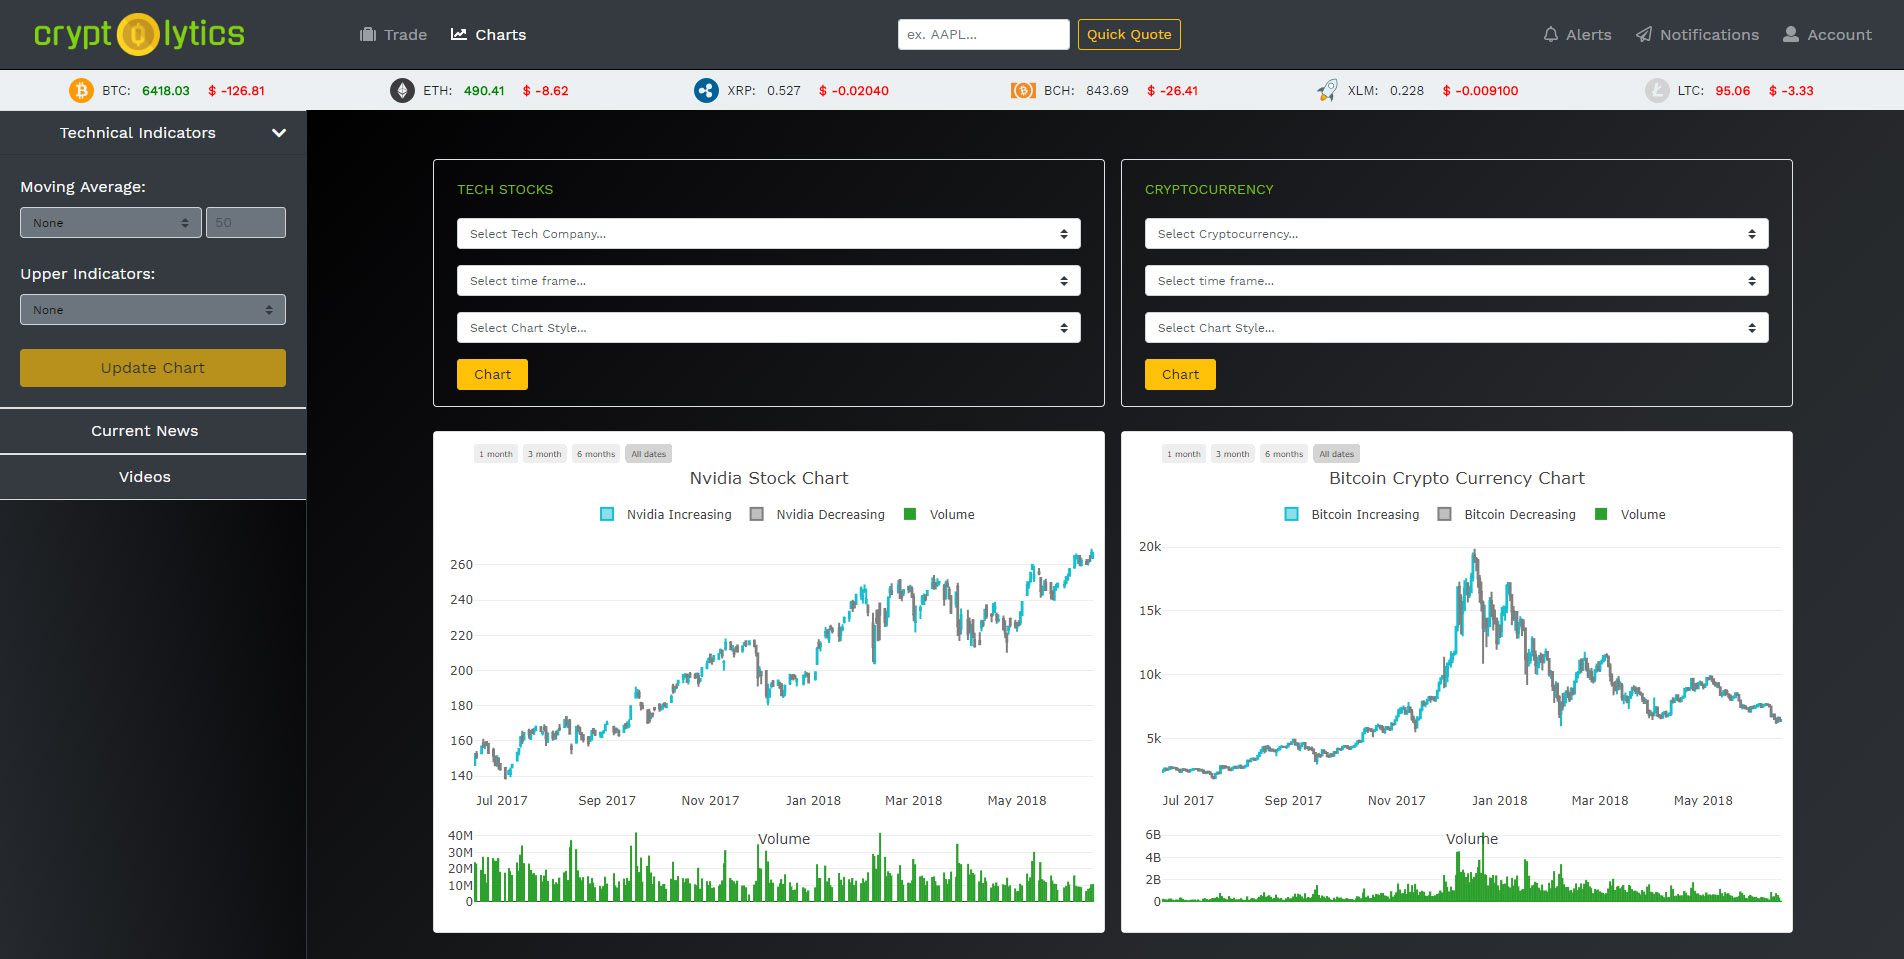 crypt lytics
Trade
Charts
ex. AAPL...
Quick Quote
Alerts
Notifications
Account
BTC: 6418.03 $ -126.81
ETH: 490.41 $ -8.62
XRP: 0.527 $ -0.02040
BCH: 843.69 $ -26.41
XLM: 0.228 $ -0.009100
LTC: 95.06 $ -3.33
Technical Indicators
Moving Average:
None
50
Upper Indicators:
None
Update Chart
Current News
Videos
TECH STOCKS
Select Tech Company...
Select time frame...
Select Chart Style...
Chart
CRYPTOCURRENCY
Select Cryptocurrency...
Select time frame...
Select Chart Style...
Chart
1 month 3 month 6 months All dates
Nvidia Stock Chart
Nvidia Increasing Nvidia Decreasing Volume
260
240
220
200
180
160
140
Jul 2017 Sep 2017 Nov 2017 Jan 2018 Mar 2018 May 2018
Volume
40M
30M
20M
10M
0
1 month 3 month 6 months All dates
Bitcoin Crypto Currency Chart
Bitcoin Increasing Bitcoin Decreasing Volume
20k
15k
10k
5k
Jul 2017 Sep 2017 Nov 2017 Jan 2018 Mar 2018 May 2018
Volume
6B
4B
2B
0